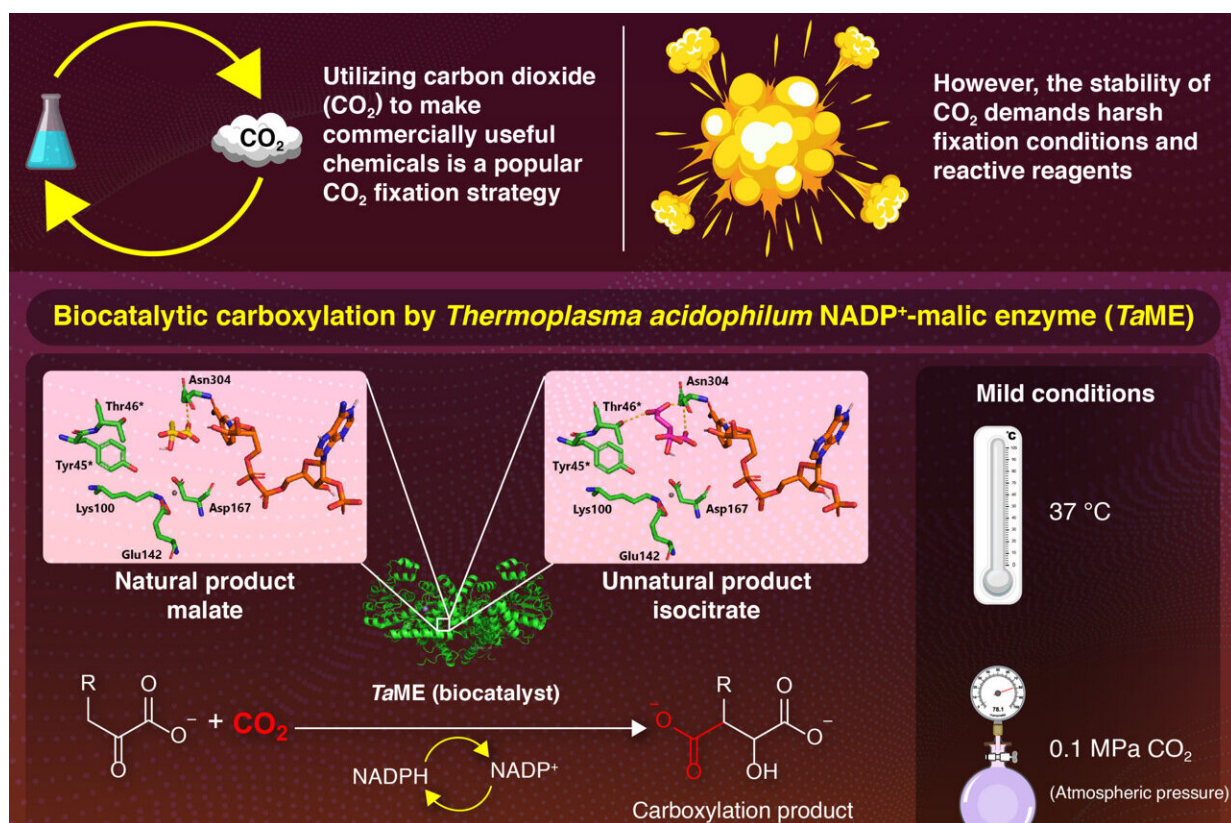 CO₂
Utilizing carbon dioxide
(CO₂) to make
commercially useful
chemicals is a popular
CO₂ fixation strategy
However, the stability of
CO₂ demands harsh
fixation conditions and
reactive reagents
Biocatalytic carboxylation by Thermoplasma acidophilum NADP⁺-malic enzyme (TaME)
Asn304
Thr46*
Tyr45*
Lys100
Asp167
Glu142
Natural product
malate
Asn304
Thr46*
Tyr45*
Lys100
Asp167
Glu142
Unnatural product
isocitrate
TaME (biocatalyst)
R
O
O⁻
O
+ CO₂
NADPH
NADP⁺
R
O
⁻O
O⁻
O
OH
Carboxylation product
Mild conditions
°C
37 °C
78.1
0.1 MPa CO₂
(Atmospheric pressure)